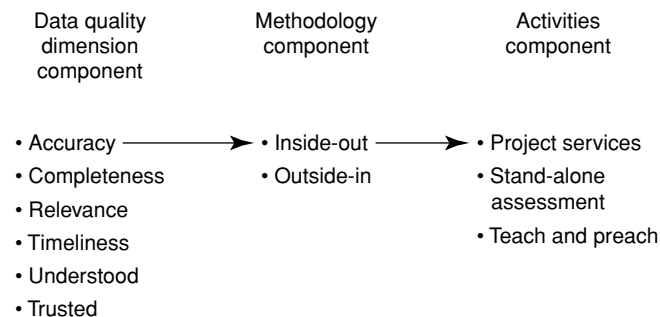 Data quality
dimension
component
Methodology
component
Activities
component
• Accuracy
• Completeness
• Relevance
• Timeliness
• Understood
• Trusted
• Inside-out
• Outside-in
• Project services
• Stand-alone
assessment
• Teach and preach